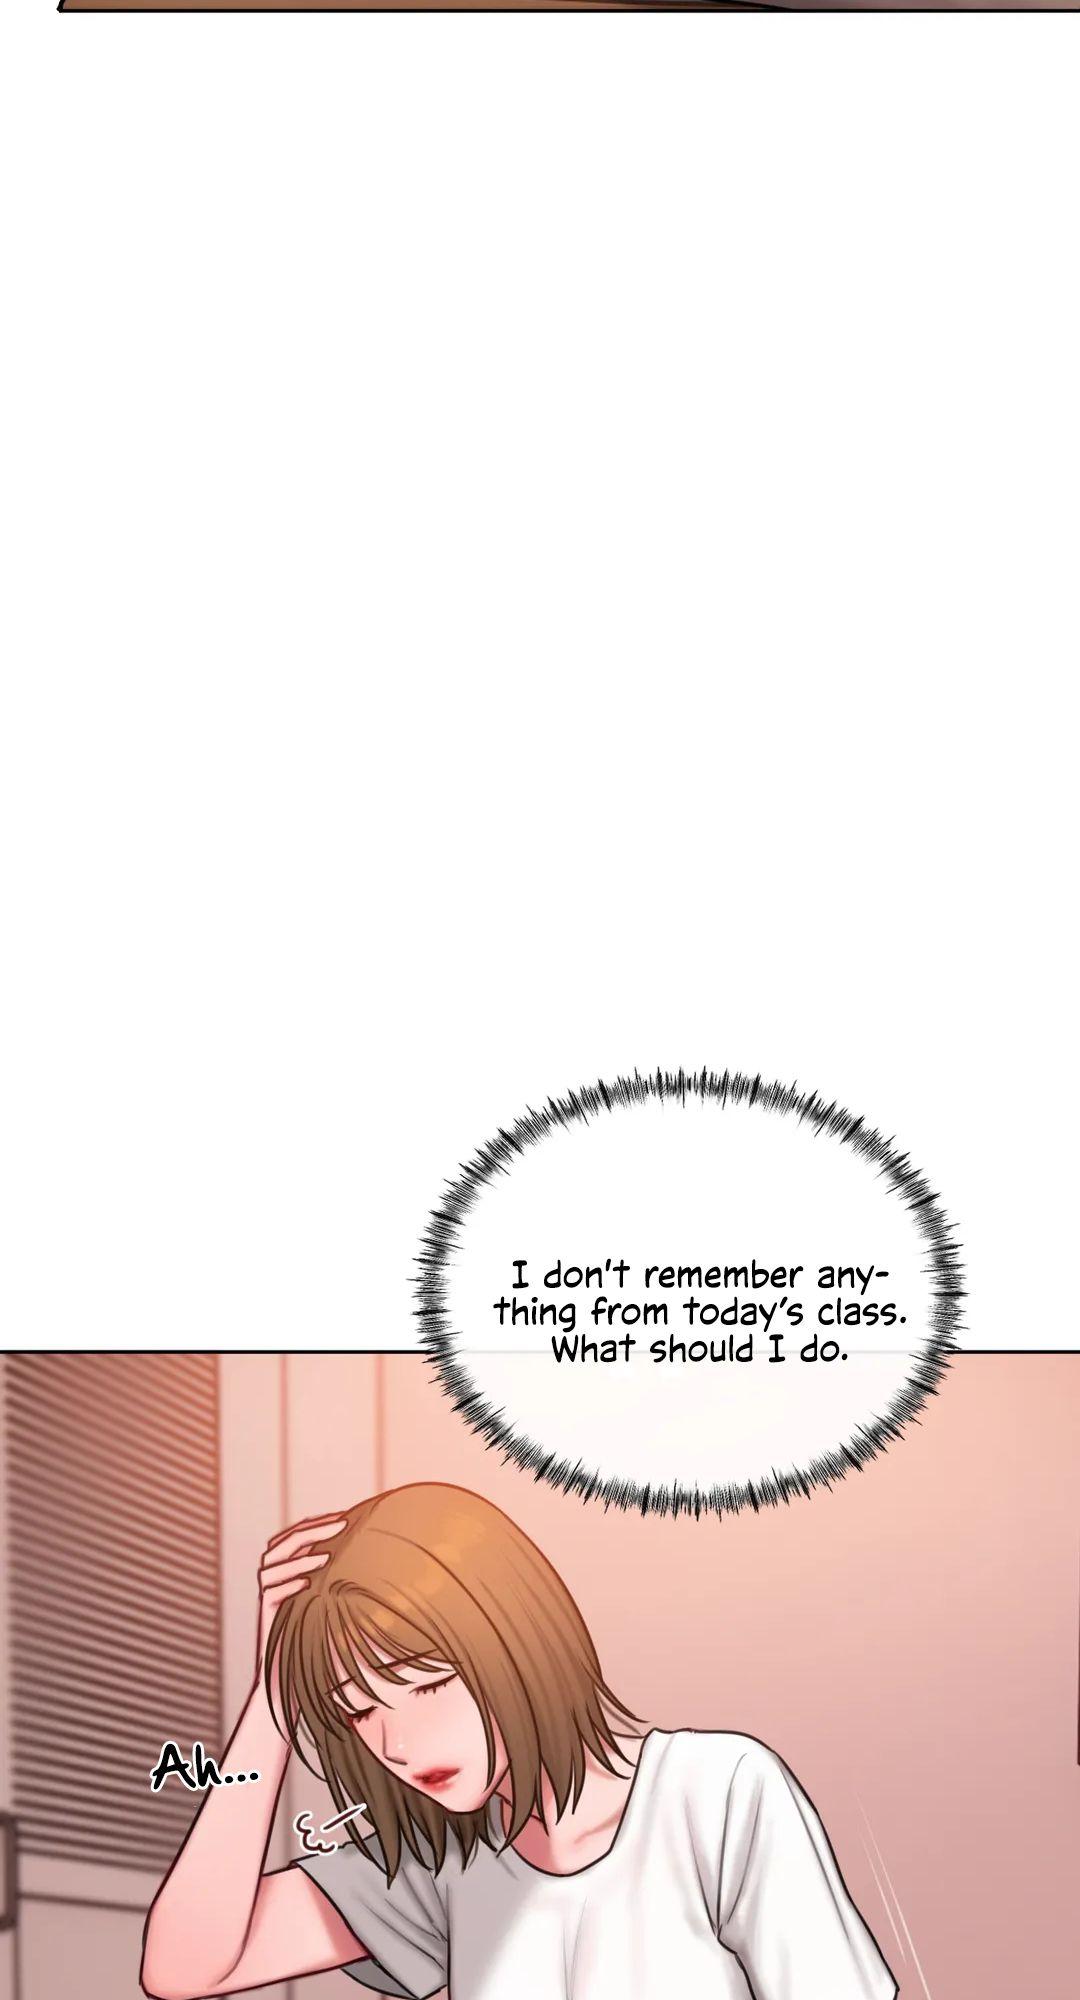 I don't remember any-
thing from today's class.
What should I do.
Ah...